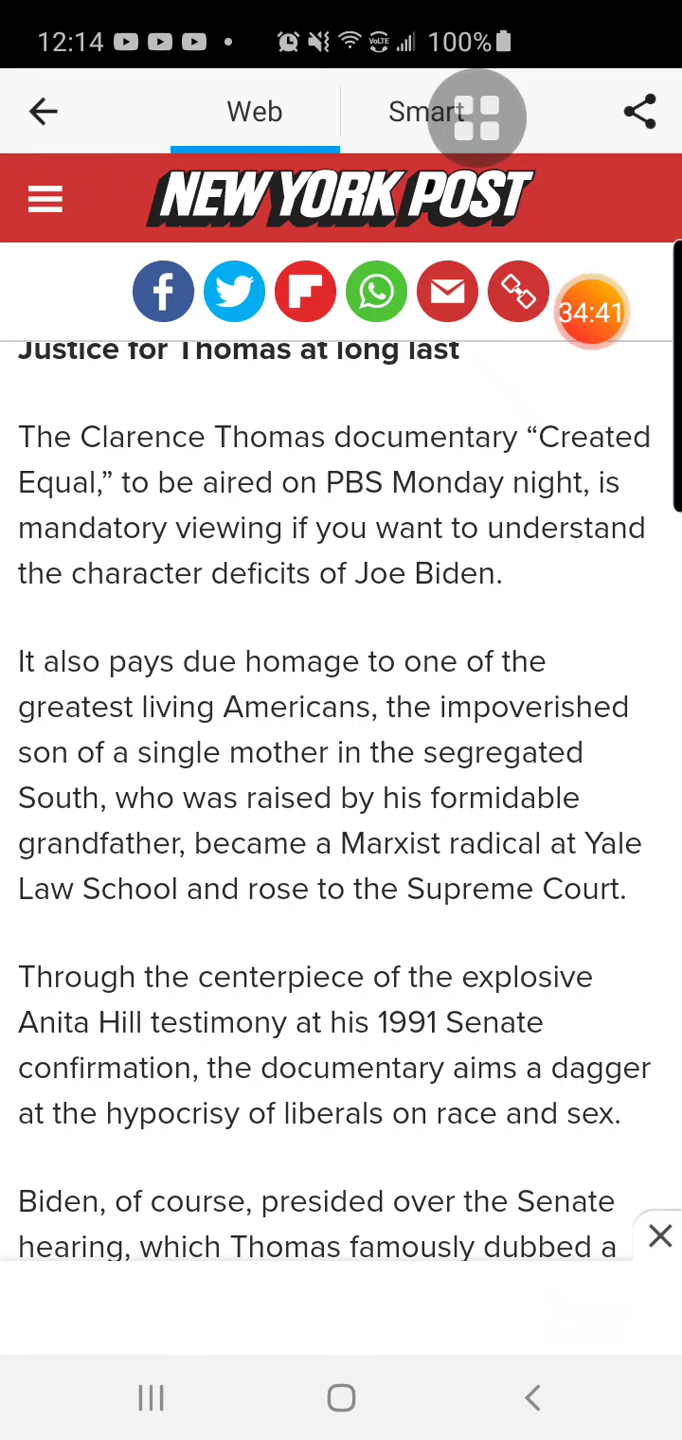 12:14 VoLTE 100%
Web Smart
NEW YORK POST
34:41
Justice for Thomas at long last
The Clarence Thomas documentary “Created
Equal,” to be aired on PBS Monday night, is
mandatory viewing if you want to understand
the character deficits of Joe Biden.
It also pays due homage to one of the
greatest living Americans, the impoverished
son of a single mother in the segregated
South, who was raised by his formidable
grandfather, became a Marxist radical at Yale
Law School and rose to the Supreme Court.
Through the centerpiece of the explosive
Anita Hill testimony at his 1991 Senate
confirmation, the documentary aims a dagger
at the hypocrisy of liberals on race and sex.
Biden, of course, presided over the Senate
hearing, which Thomas famously dubbed a